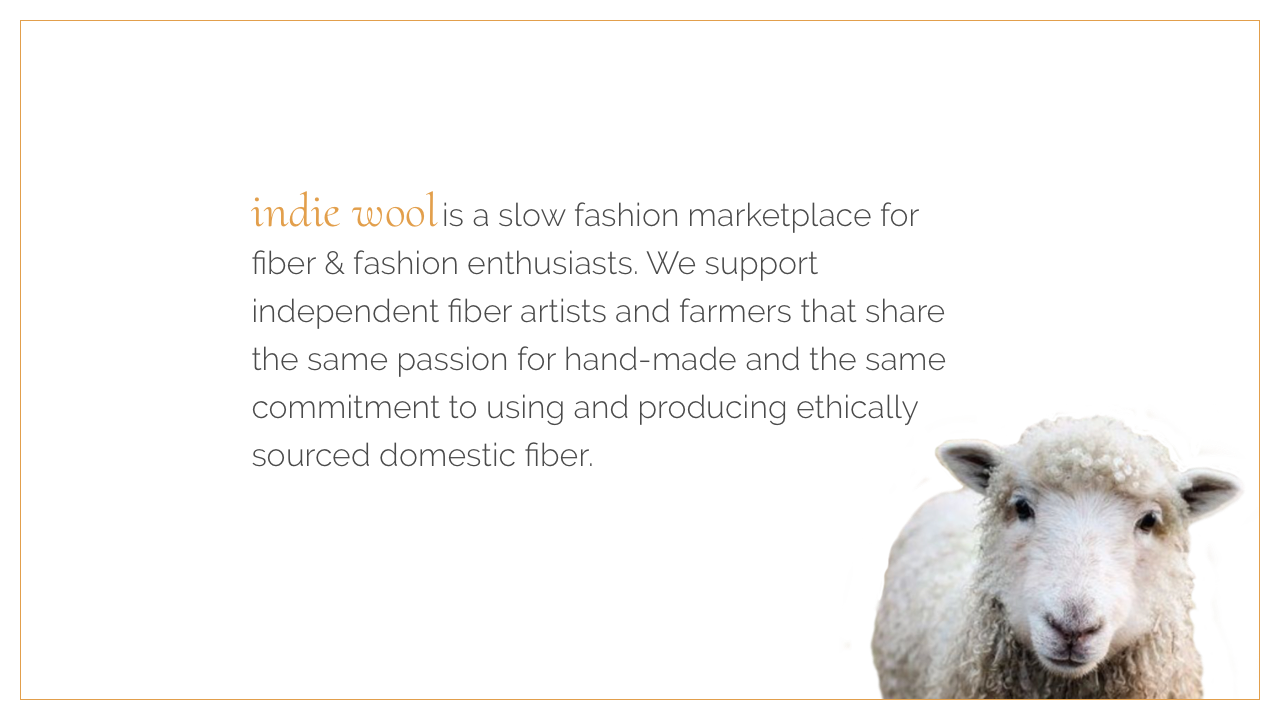 indie wool is a slow fashion marketplace for
fiber & fashion enthusiasts. We support
independent fiber artists and farmers that share
the same passion for hand-made and the same
commitment to using and producing ethically
sourced domestic fiber.